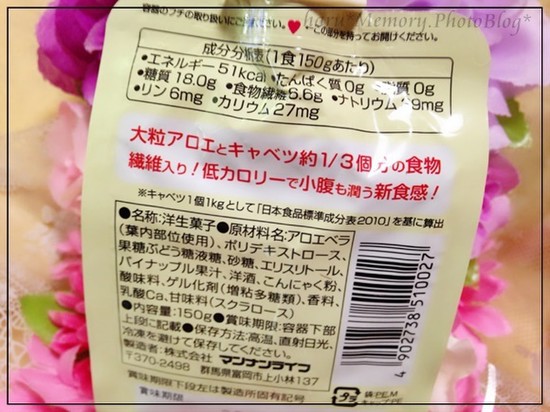 haru*Memory.PhotoBlog*
容器のフチの取り扱いにご
お開けください。
成分分析表(1食150gあたり)
●エネルギー51kcal ●たんぱく質0g 質0g
●糖質18.0g ●食物繊維6.6g ●ナトリウム 9mg
●リン6mg ●カリウム27mg
大粒アロエとキャベツ約1/3個分の食物
繊維入り!低カロリーで小腹も潤う新食感!
※キャベツ1個1kgとして「日本食品標準成分表2010」を基に算出
●名称:洋生菓子●原材料名:アロエベラ
(葉内部位使用)、ポリデキストロース、
果糖ぶどう糖液糖、砂糖、エリスリトール、
パイナップル果汁、洋酒、こんにゃく粉、
酸味料、ゲル化剤(増粘多糖類)、香料、
乳酸Ca、甘味料(スクラロース)
●内容量:150g●賞味期限:容器下部
上段に記載●保存方法:高温、直射日光、
冷凍を避けて保存してください。
製造者:株式会社 マンナンライフ
〒370-2498 群馬県富岡市上小林137
賞味期限下段左は製造所固有記号
賞味期限
4 902738 510027